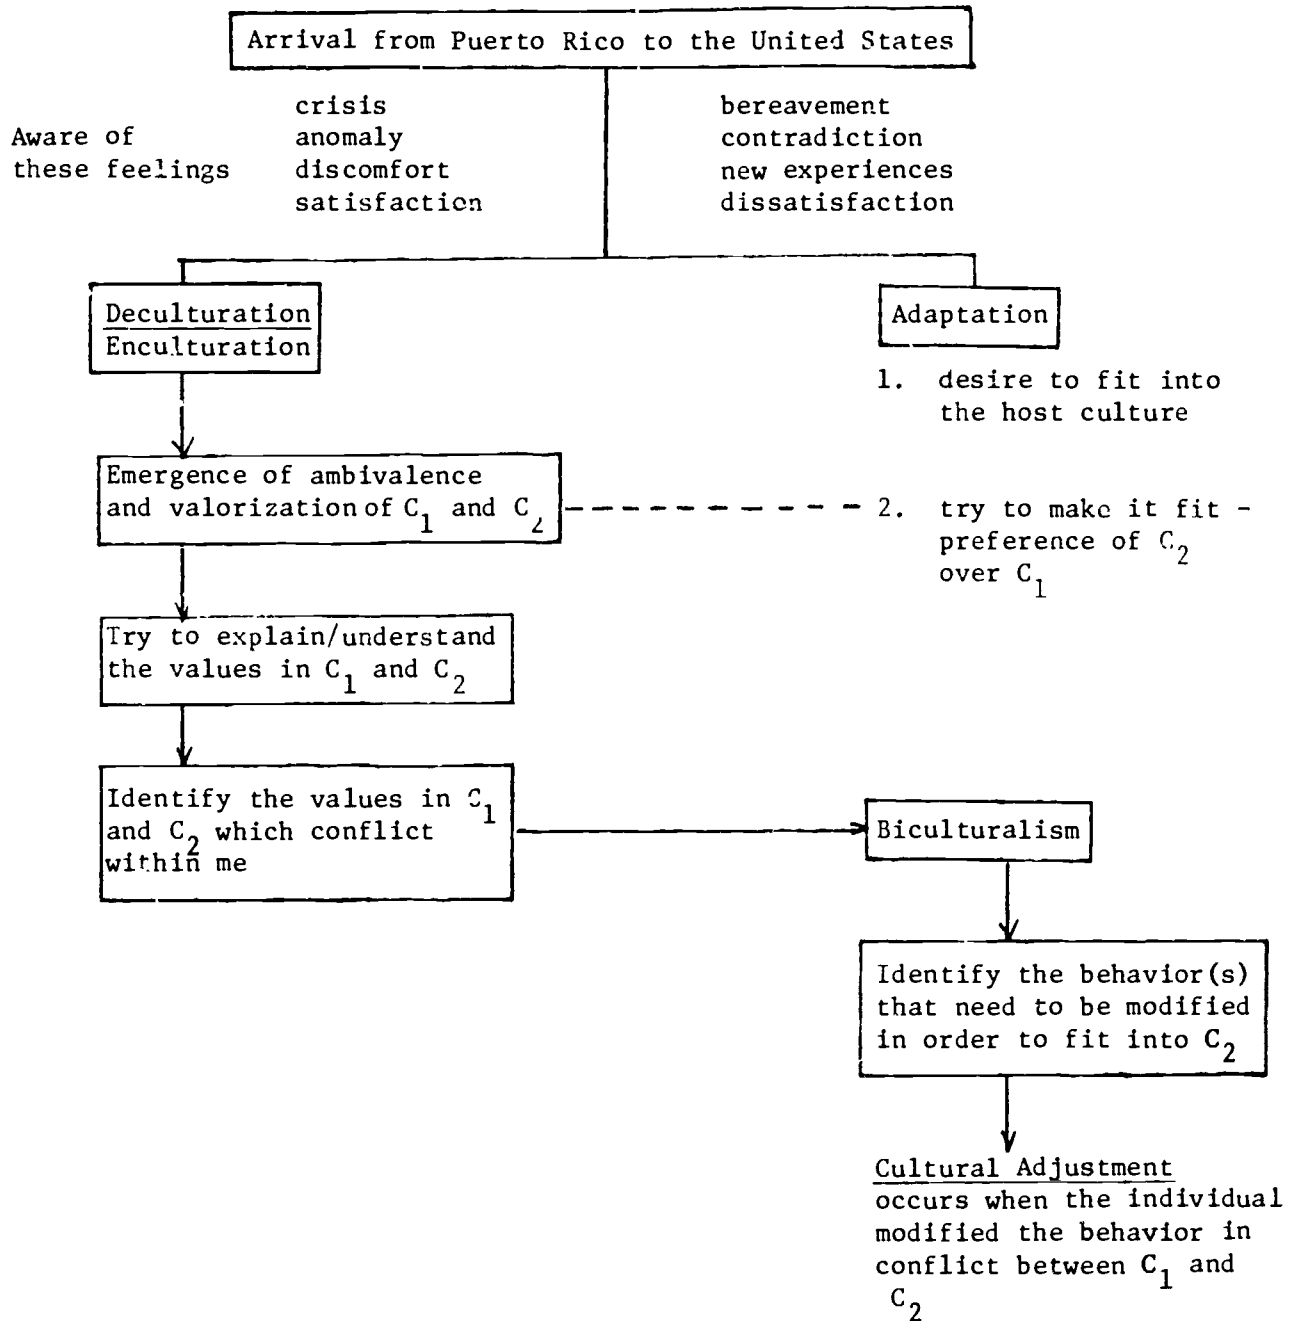 Arrival from Puerto Rico to the United States
Aware of
these feelings
crisis
anomaly
discomfort
satisfaction
bereavement
contradiction
new experiences
dissatisfaction
Deculturation
Enculturation
Adaptation
1. desire to fit into
the host culture
Emergence of ambivalence
and valorization of C₁ and C₂
2. try to make it fit -
preference of C₂
over C₁
Try to explain/understand
the values in C₁ and C₂
Identify the values in C₁
and C₂ which conflict
within me
Biculturalism
Identify the behavior(s)
that need to be modified
in order to fit into C₂
Cultural Adjustment
occurs when the individual
modified the behavior in
conflict between C₁ and
C₂